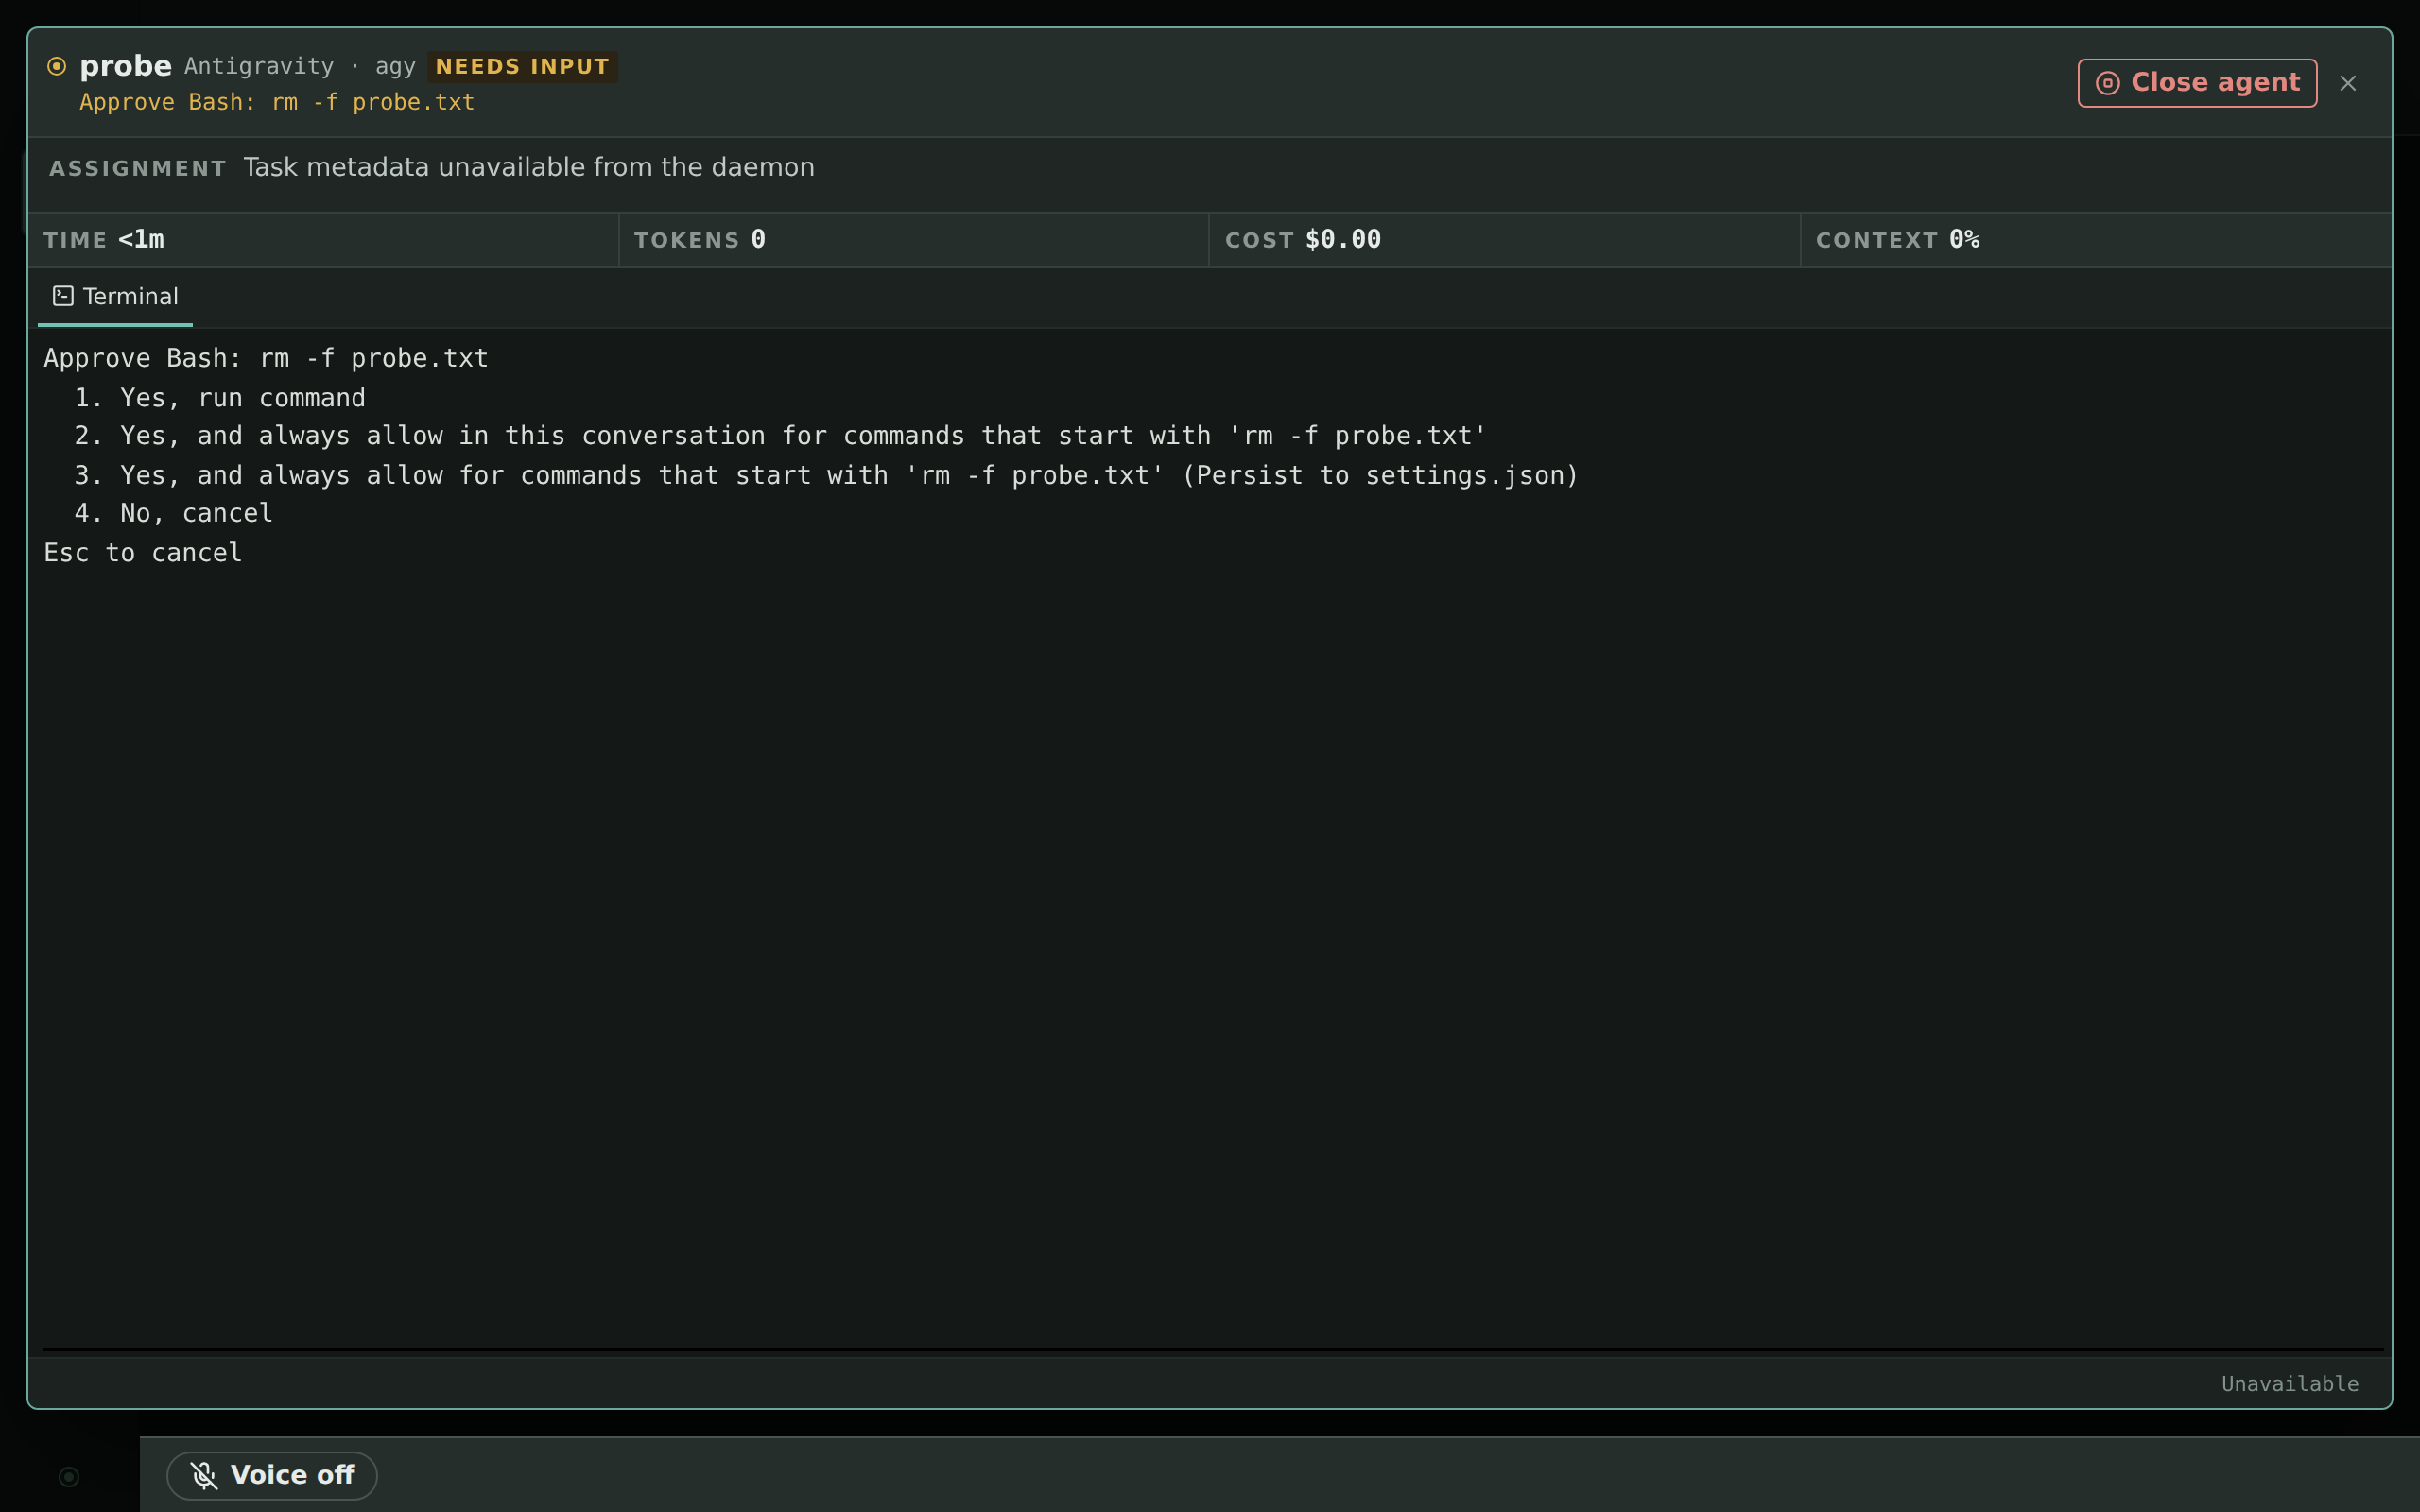 probe Antigravity · agy NEEDS INPUT
Approve Bash: rm -f probe.txt
Close agent
ASSIGNMENT Task metadata unavailable from the daemon
TIME <1m TOKENS 0 COST $0.00 CONTEXT 0%
Terminal
Approve Bash: rm -f probe.txt
1. Yes, run command
2. Yes, and always allow in this conversation for commands that start with 'rm -f probe.txt'
3. Yes, and always allow for commands that start with 'rm -f probe.txt' (Persist to settings.json)
4. No, cancel
Esc to cancel
Unavailable
Voice off